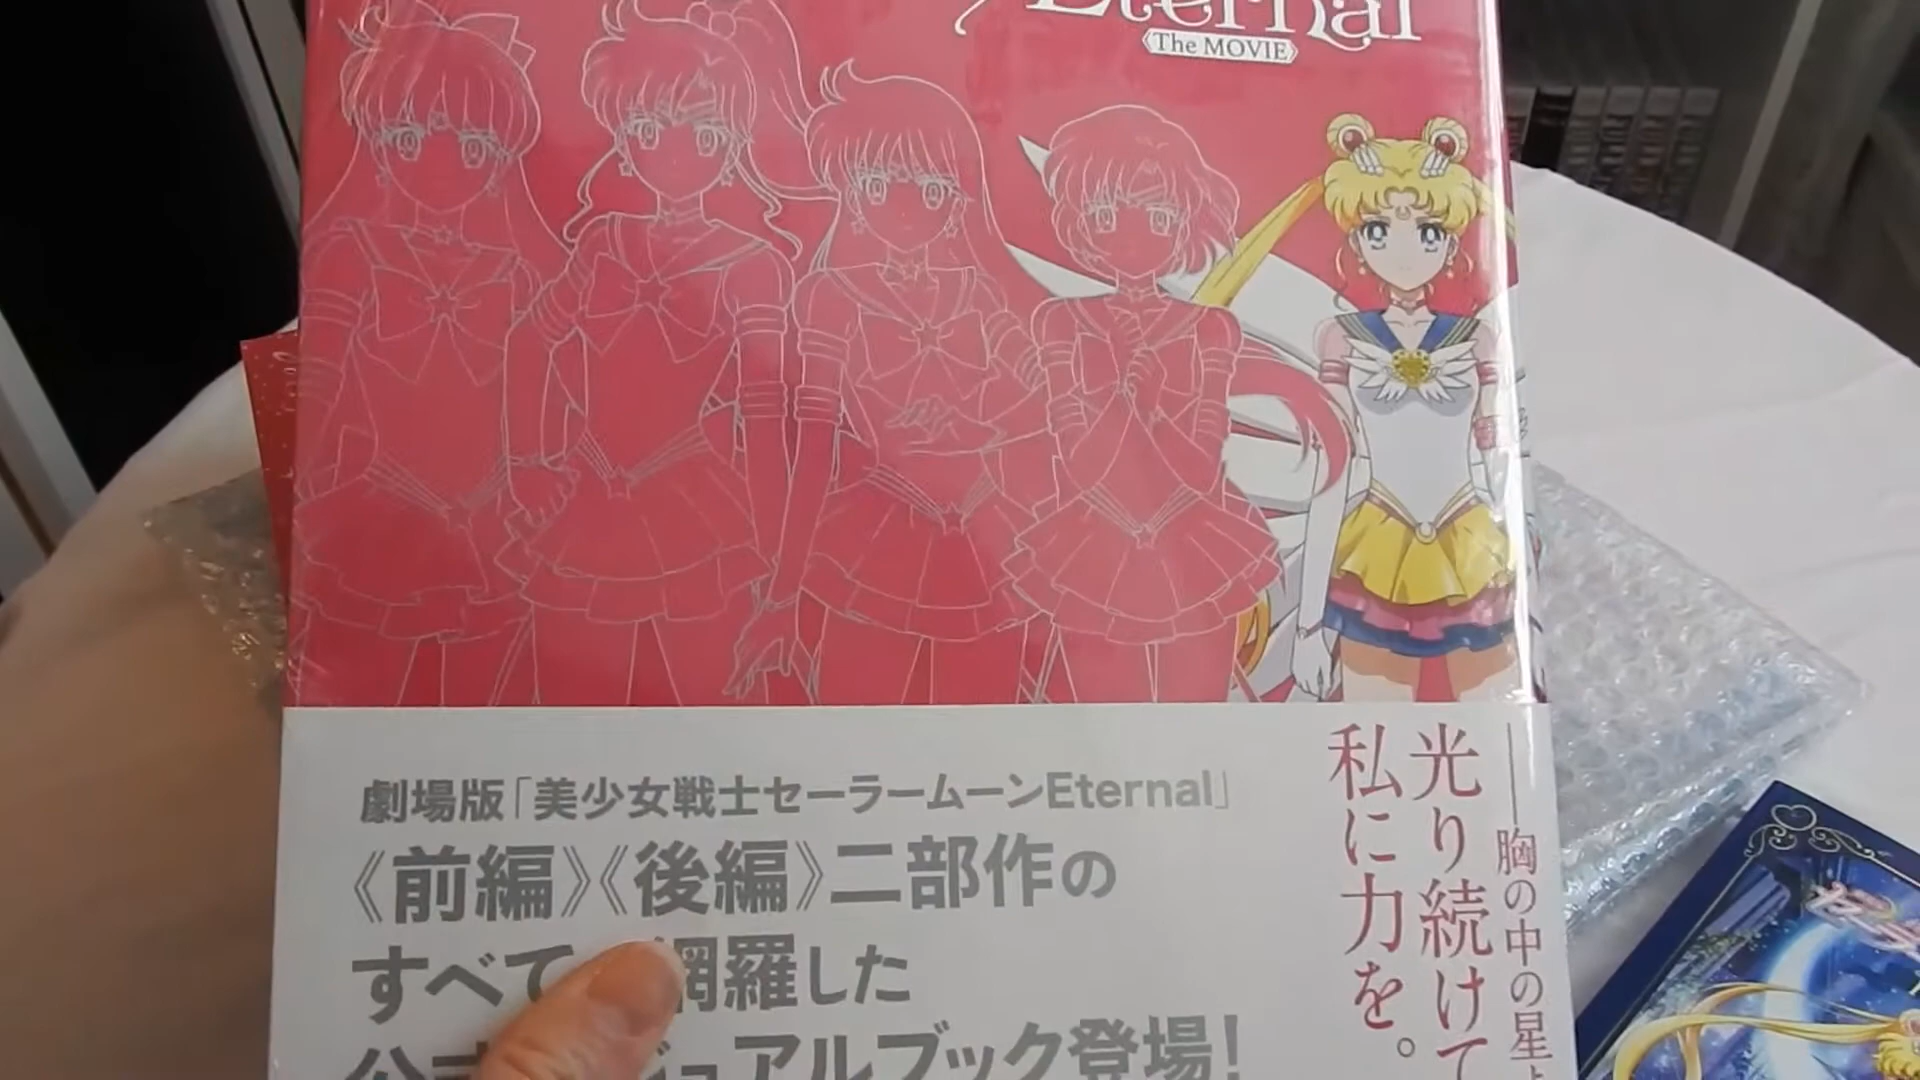 Eternal
The MOVIE
劇場版「美少女戦士セーラームーンEternal」
《前編》《後編》二部作の
すべて 網羅した
ジュアルブック登場!
――胸の中の星
光り続けて
私に力を。